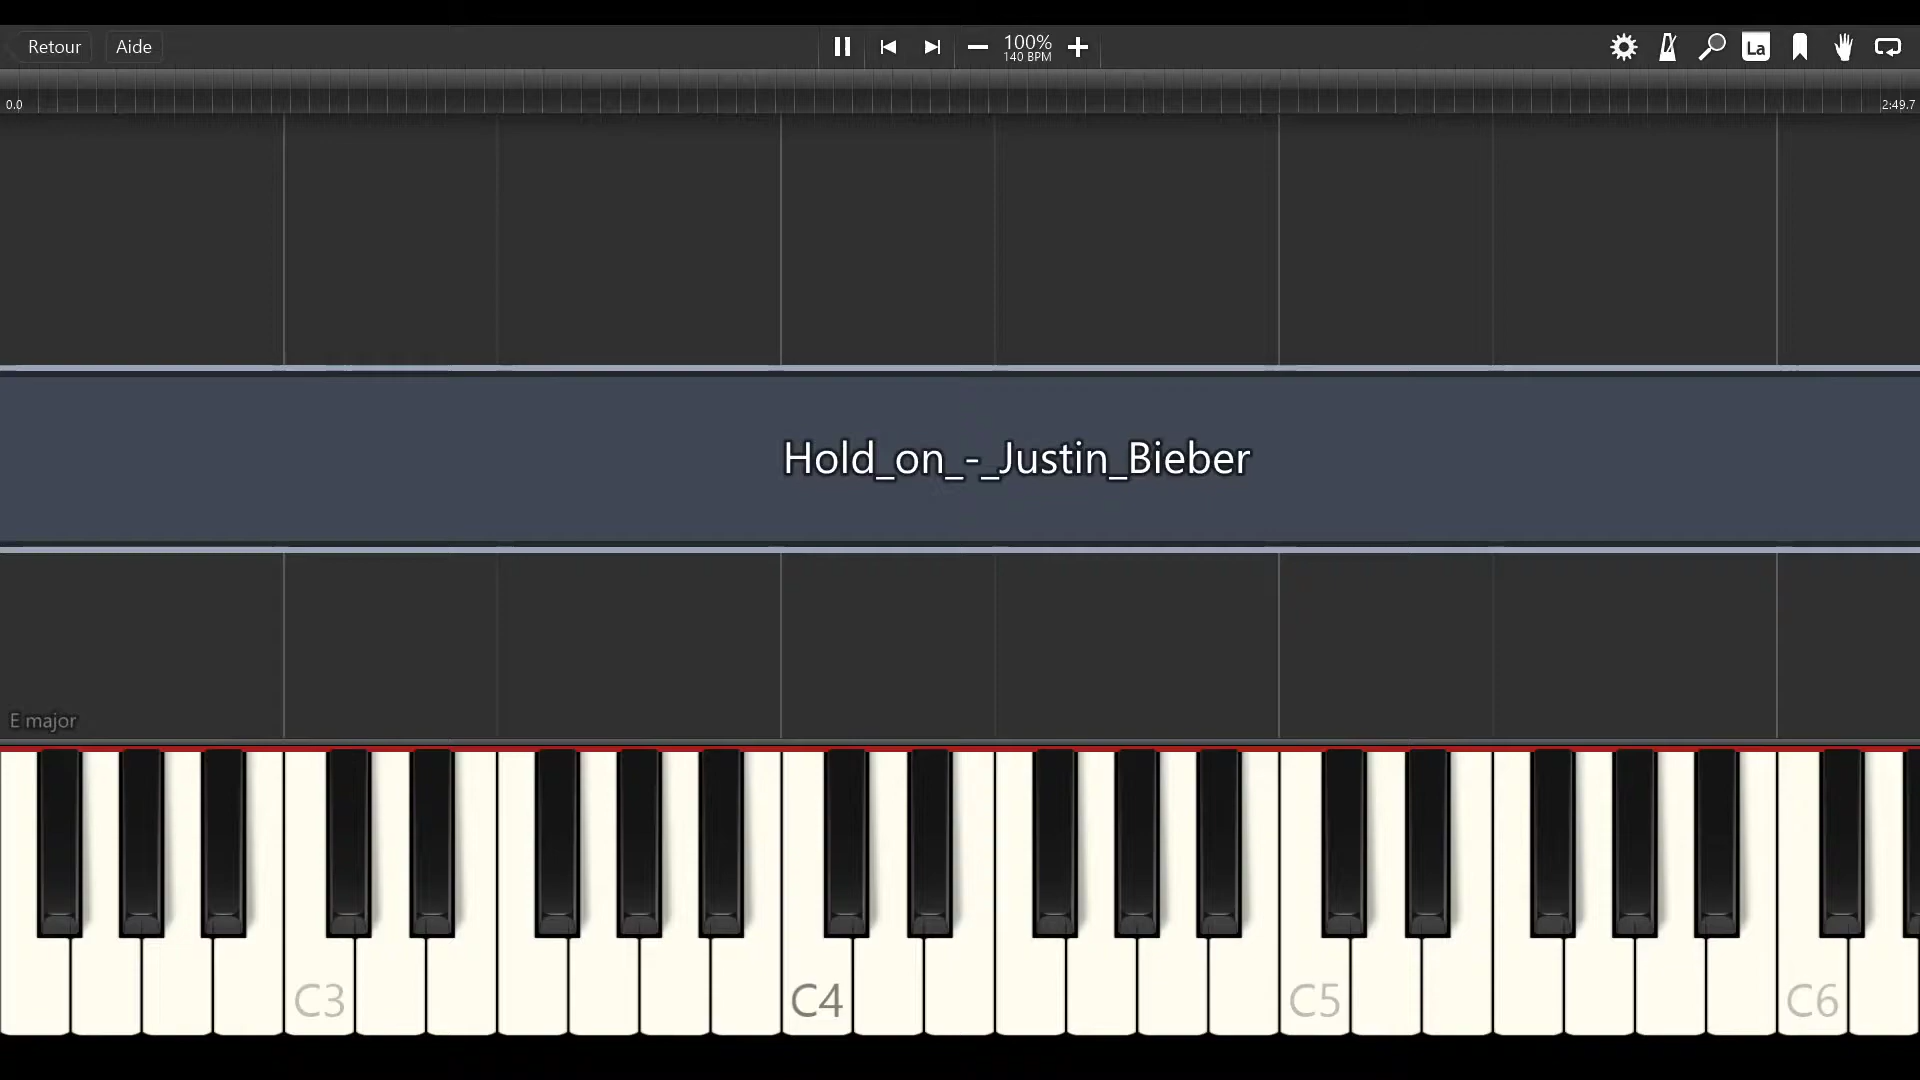 Retour Aide 100% La
140 BPM
0.0 2:49.7
Hold_on_-_Justin_Bieber
E major
C3 C4 C5 C6